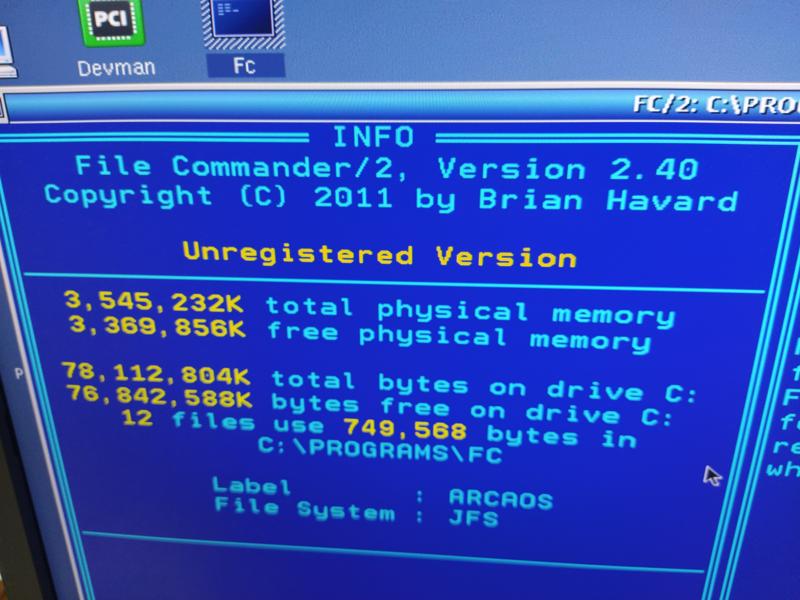 PCI
Devman
Fc
FC/2: C:\PRO
INFO
File Commander/2, Version 2.40
Copyright (C) 2011 by Brian Havard
Unregistered Version
3,545,232K total physical memory
3,369,856K free physical memory
78,112,804K total bytes on drive C:
76,842,588K bytes free on drive C:
12 files use 749,568 bytes in
C:\PROGRAMS\FC
Label : ARCAOS
File System : JFS
P
F
fo
re
wh